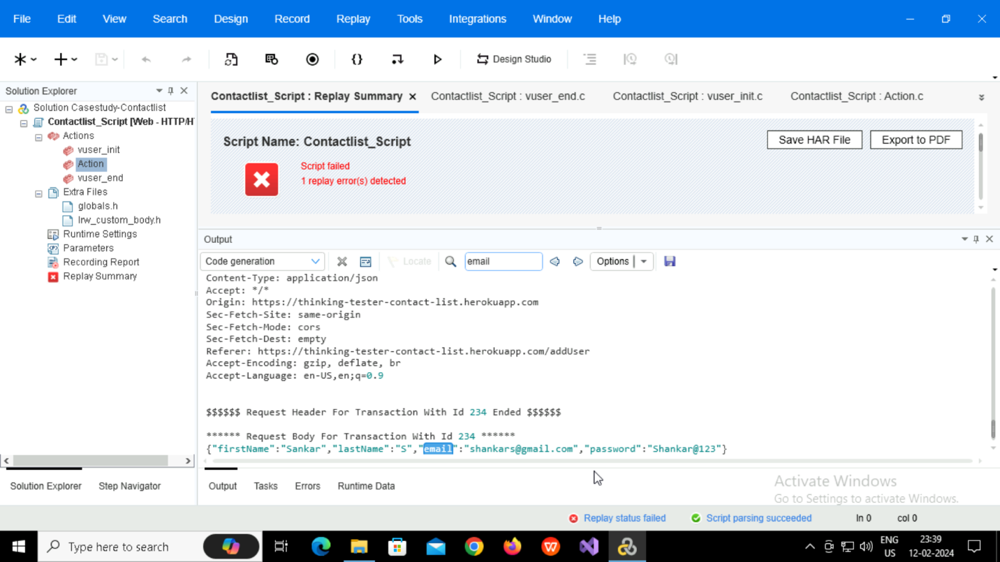 File Edit View Search Design Record Replay Tools Integrations Window Help
Design Studio
Solution Explorer
Solution Casestudy-Contactlist
Contactlist_Script [Web - HTTP/H
Actions
vuser_init
Action
vuser_end
Extra Files
globals.h
lrw_custom_body.h
Runtime Settings
Parameters
Recording Report
Replay Summary
Solution Explorer Step Navigator
Contactlist_Script : Replay Summary Contactlist_Script : vuser_end.c Contactlist_Script : vuser_init.c Contactlist_Script : Action.c
Script Name: Contactlist_Script
Save HAR File Export to PDF
Script failed
1 replay error(s) detected
Output
Code generation Locate email Options
Content-Type: application/json
Accept: */*
Origin: https://thinking-tester-contact-list.herokuapp.com
Sec-Fetch-Site: same-origin
Sec-Fetch-Mode: cors
Sec-Fetch-Dest: empty
Referer: https://thinking-tester-contact-list.herokuapp.com/addUser
Accept-Encoding: gzip, deflate, br
Accept-Language: en-US,en;q=0.9
$$$$$$ Request Header For Transaction With Id 234 Ended $$$$$$
****** Request Body For Transaction With Id 234 ******
{"firstName":"Sankar","lastName":"S","email":"shankars@gmail.com","password":"Shankar@123"}
Output Tasks Errors Runtime Data
Activate Windows
Go to Settings to activate Windows.
Replay status failed Script parsing succeeded ln 0 col 0
Type here to search
ENG
US
23:39
12-02-2024